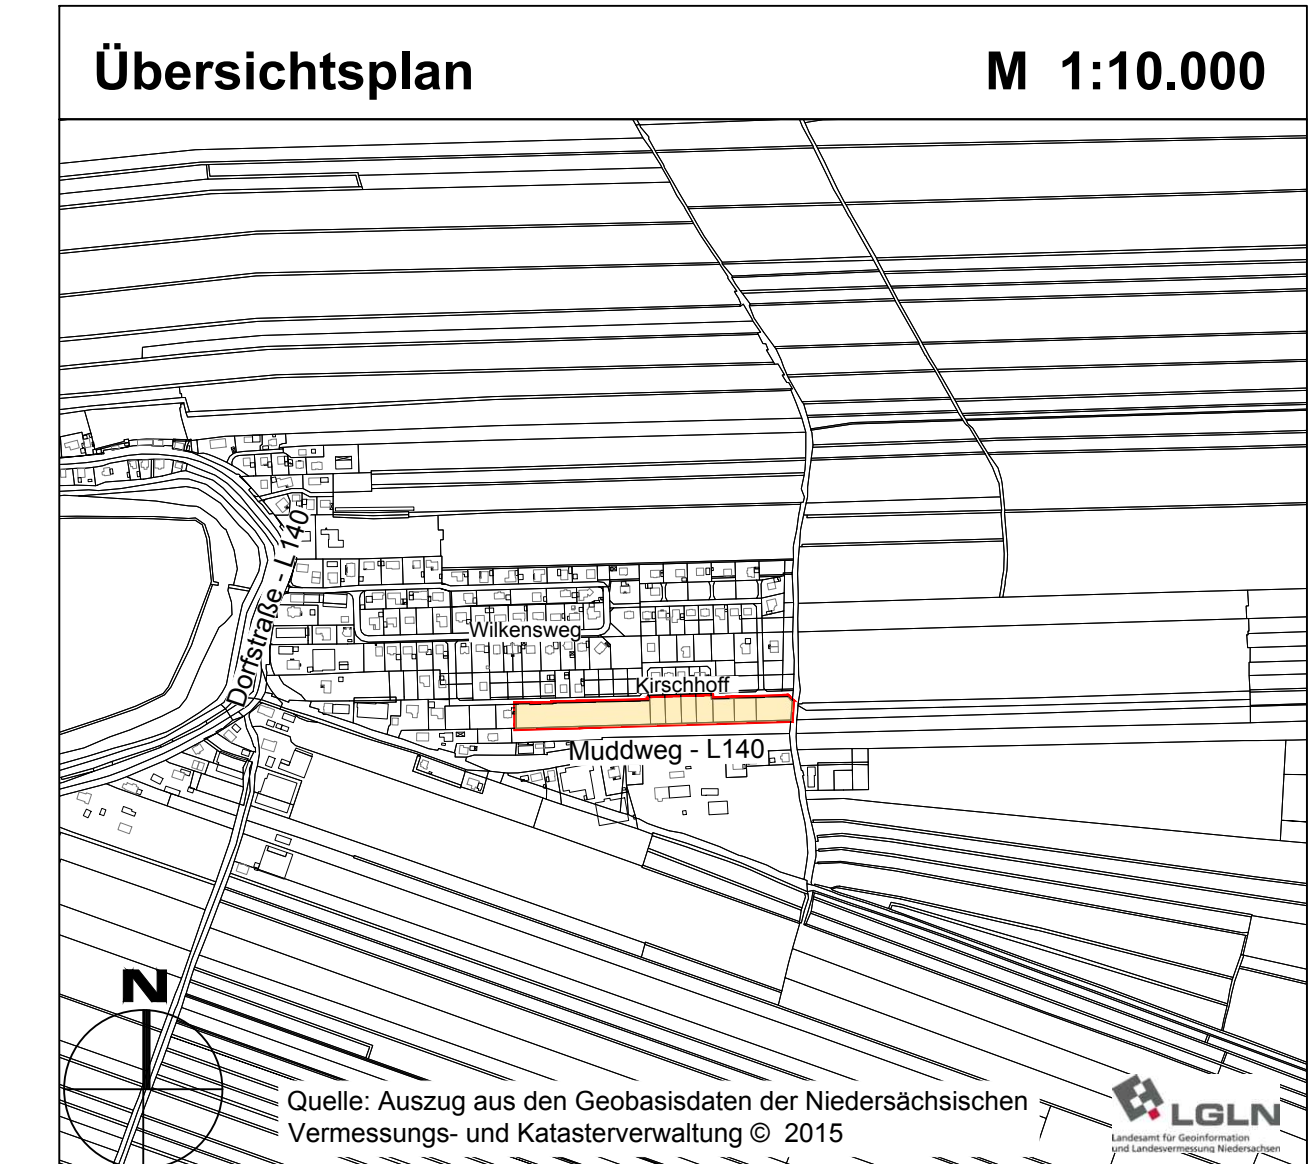 Übersichtsplan M 1:10.000
Dorfstraße - L 140
Wilkensweg
Kirschhoff
Muddweg - L140
N
Quelle: Auszug aus den Geobasisdaten der Niedersächsischen
Vermessungs- und Katasterverwaltung © 2015
LGLN
Landesamt für Geoinformation
und Landesvermessung Niedersachsen